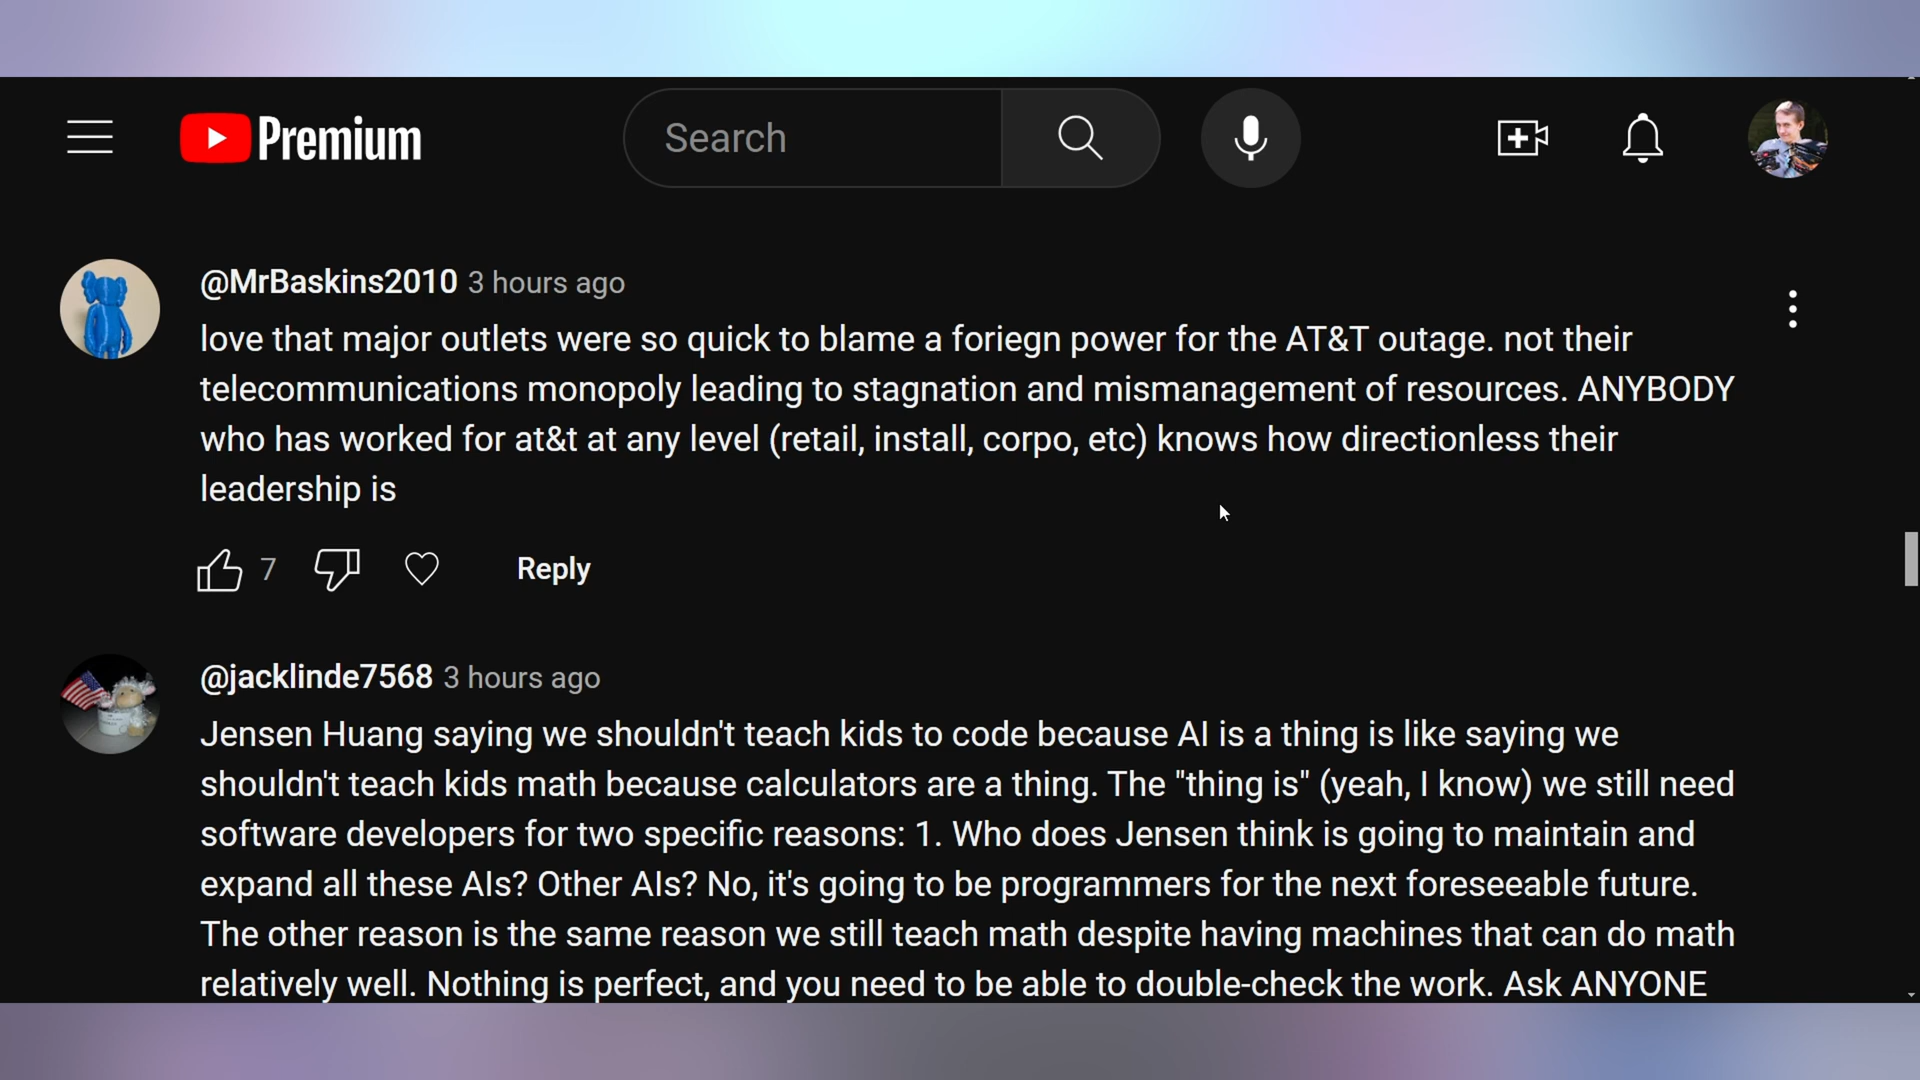 Premium
Search
@MrBaskins2010 3 hours ago
love that major outlets were so quick to blame a foriegn power for the AT&T outage. not their
telecommunications monopoly leading to stagnation and mismanagement of resources. ANYBODY
who has worked for at&t at any level (retail, install, corpo, etc) knows how directionless their
leadership is
7
Reply
@jacklinde7568 3 hours ago
Jensen Huang saying we shouldn't teach kids to code because AI is a thing is like saying we
shouldn't teach kids math because calculators are a thing. The "thing is" (yeah, I know) we still need
software developers for two specific reasons: 1. Who does Jensen think is going to maintain and
expand all these AIs? Other AIs? No, it's going to be programmers for the next foreseeable future.
The other reason is the same reason we still teach math despite having machines that can do math
relatively well. Nothing is perfect, and you need to be able to double-check the work. Ask ANYONE